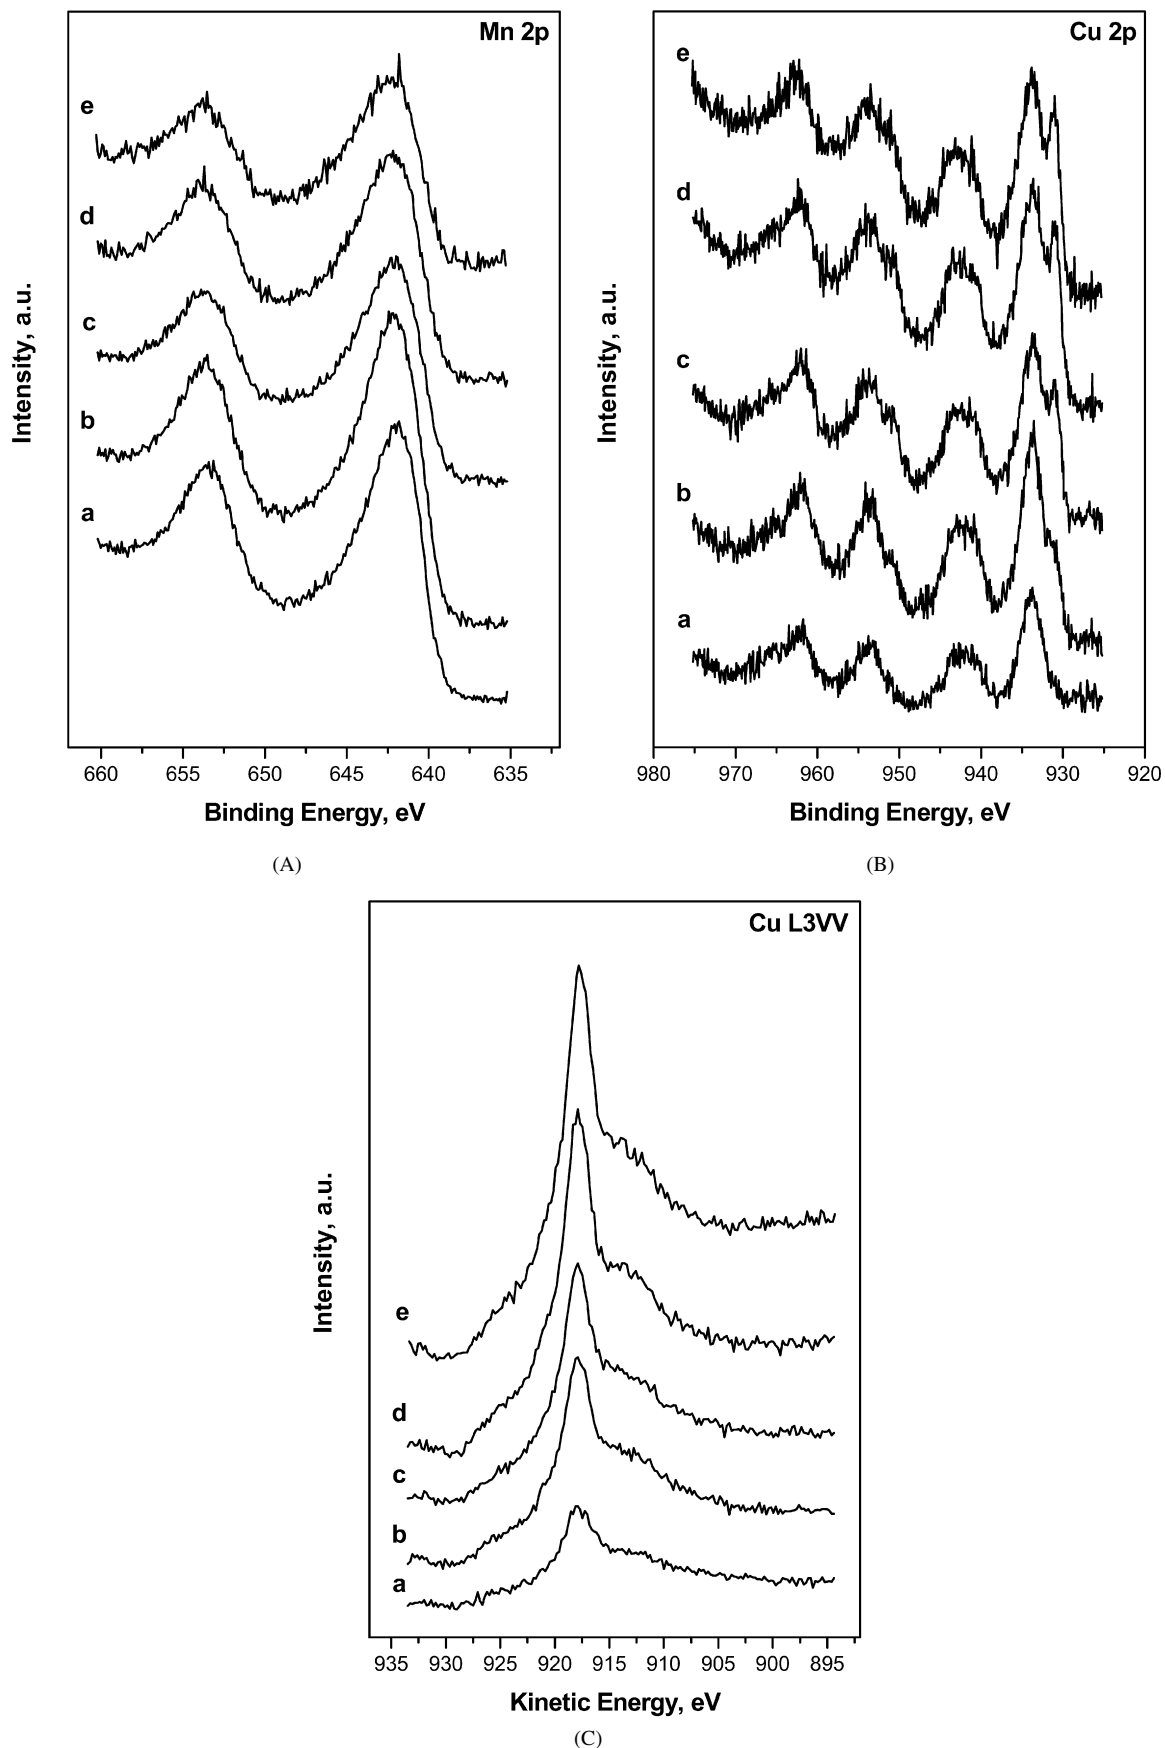 Mn 2p
e
d
c
b
a
Intensity, a.u.
660 655 650 645 640 635
Binding Energy, eV
(A)
Cu 2p
e
d
c
b
a
Intensity, a.u.
980 970 960 950 940 930 920
Binding Energy, eV
(B)
Cu L3VV
e
d
c
b
a
Intensity, a.u.
935 930 925 920 915 910 905 900 895
Kinetic Energy, eV
(C)